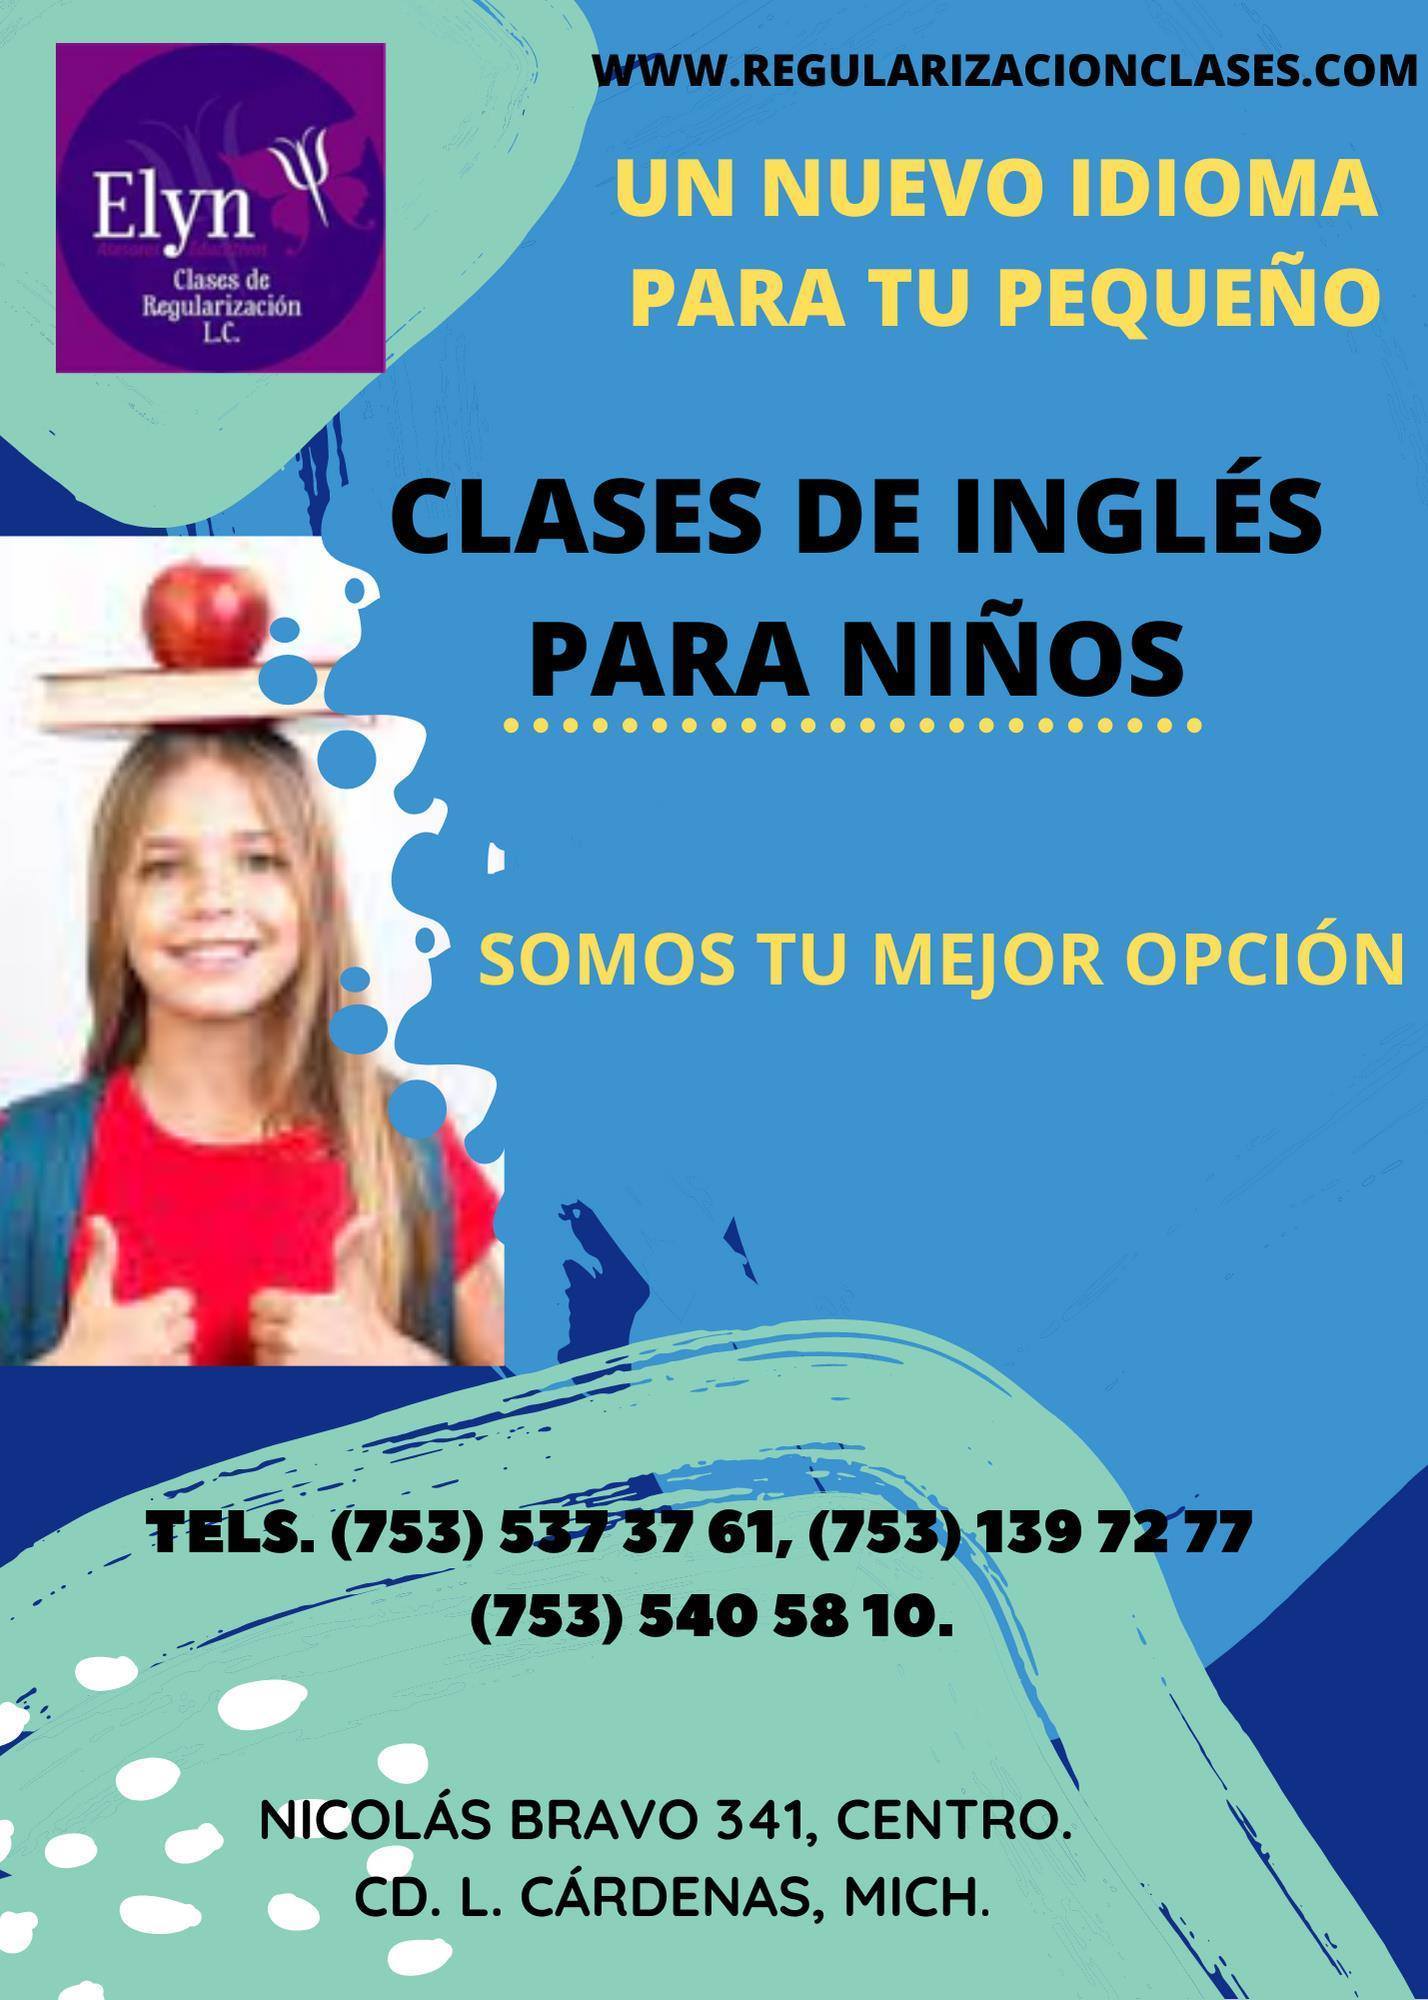 WWW.REGULARIZACIONCLASES.COM
Elyn
Asesores Educativos
Clases de
Regularización
L.C.
UN NUEVO IDIOMA
PARA TU PEQUEÑO
CLASES DE INGLÉS
PARA NIÑOS
SOMOS TU MEJOR OPCIÓN
TELS. (753) 537 37 61, (753) 139 72 77
(753) 540 58 10.
NICOLÁS BRAVO 341, CENTRO.
CD. L. CÁRDENAS, MICH.